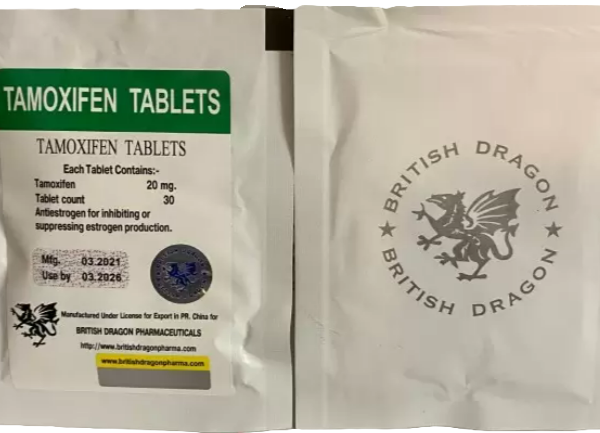 TAMOXIFEN TABLETS
TAMOXIFEN TABLETS
Each Tablet Contains:-
Tamoxifen 20 mg.
Tablet count 30
Antiestrogen for inhibiting or
suppressing estrogen production.
Mfg. 03.2021
Use by 03.2026
Manufactured Under License for Export in PR. China for
BRITISH DRAGON PHARMACEUTICALS
http://www.britishdragonpharma.com
www.britishdragonpharma.com
BRITISH DRAGON
BRITISH DRAGON